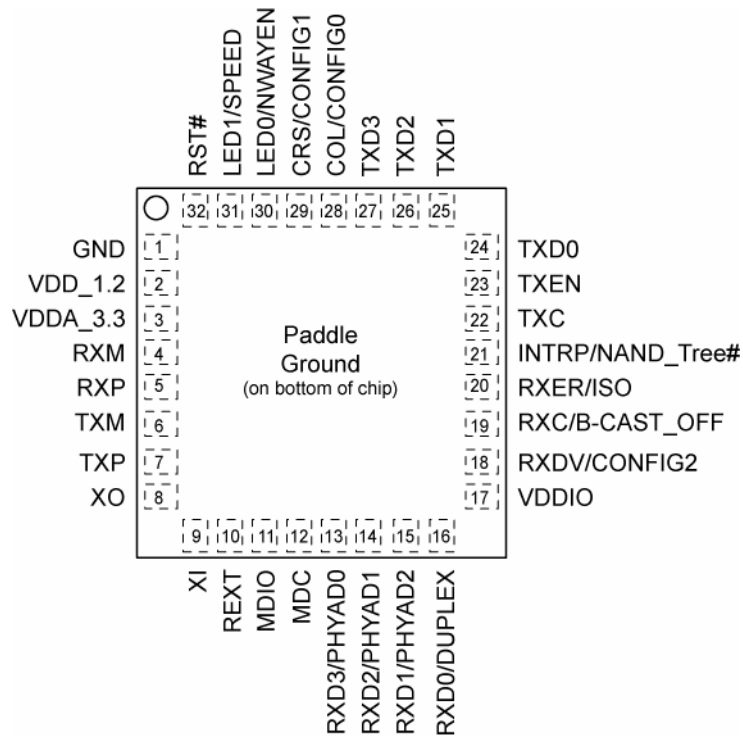 RST#
LED1/SPEED
LED0/NWAYEN
CRS/CONFIG1
COL/CONFIG0
TXD3
TXD2
TXD1
32 31 30 29 28 27 26 25
GND 1
VDD_1.2 2
VDDA_3.3 3
RXM 4
RXP 5
TXM 6
TXP 7
XO 8
Paddle
Ground
(on bottom of chip)
24 TXD0
23 TXEN
22 TXC
21 INTRP/NAND_Tree#
20 RXER/ISO
19 RXC/B-CAST_OFF
18 RXDV/CONFIG2
17 VDDIO
9 10 11 12 13 14 15 16
XI
REXT
MDIO
MDC
RXD3/PHYAD0
RXD2/PHYAD1
RXD1/PHYAD2
RXD0/DUPLEX